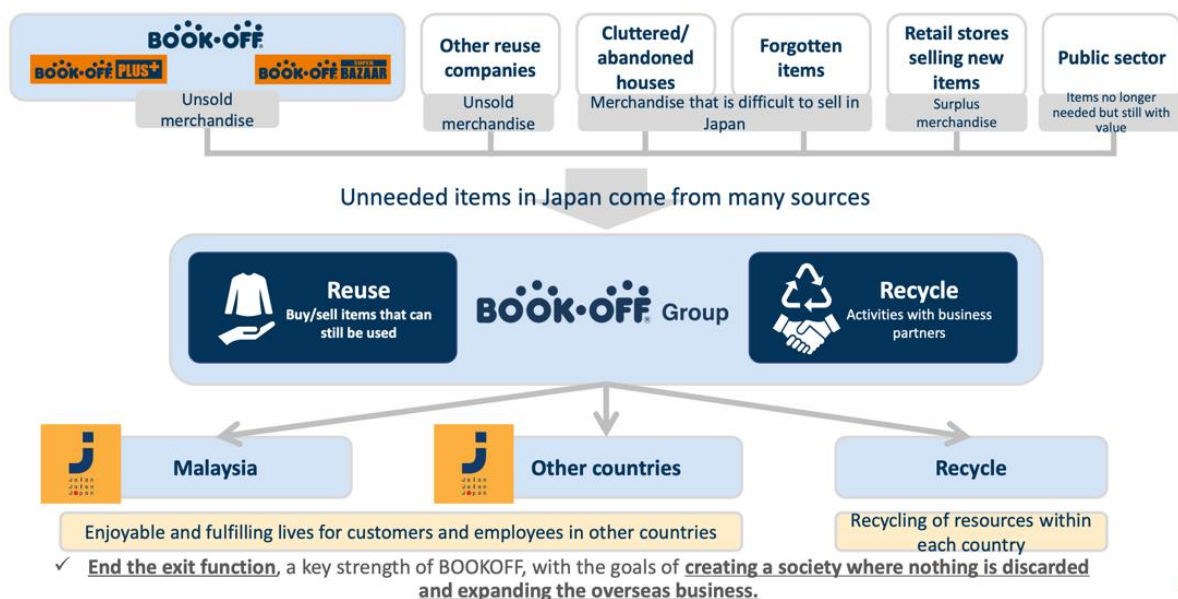 BOOK•OFF
BOOK•OFF PLUS+
BOOK•OFF SUPER BAZAAR
Unsold
merchandise
Other reuse
companies
Unsold
merchandise
Cluttered/
abandoned
houses
Forgotten
items
Merchandise that is difficult to sell in
Japan
Retail stores
selling new
items
Surplus
merchandise
Public sector
Items no longer
needed but still with
value
Unneeded items in Japan come from many sources
Reuse
Buy/sell items that can
still be used
BOOK•OFF® Group
Recycle
Activities with business
partners
j
Jalan
Jalan
Japan
Malaysia
j
Jalan
Jalan
Japan
Other countries
Recycle
Enjoyable and fulfilling lives for customers and employees in other countries
Recycling of resources within
each country
✓ End the exit function, a key strength of BOOKOFF, with the goals of creating a society where nothing is discarded
and expanding the overseas business.